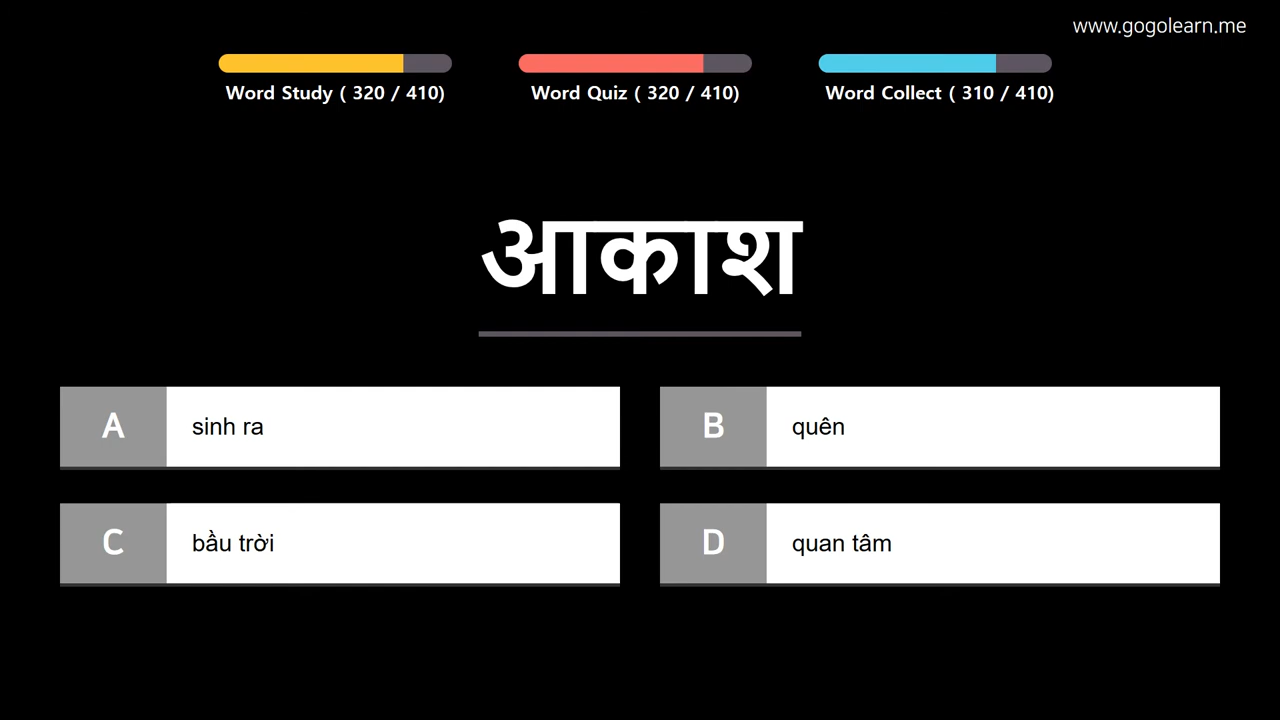 www.gogolearn.me
Word Study ( 320 / 410)
Word Quiz ( 320 / 410)
Word Collect ( 310 / 410)
आकाश
A
sinh ra
B
quên
C
bầu trời
D
quan tâm